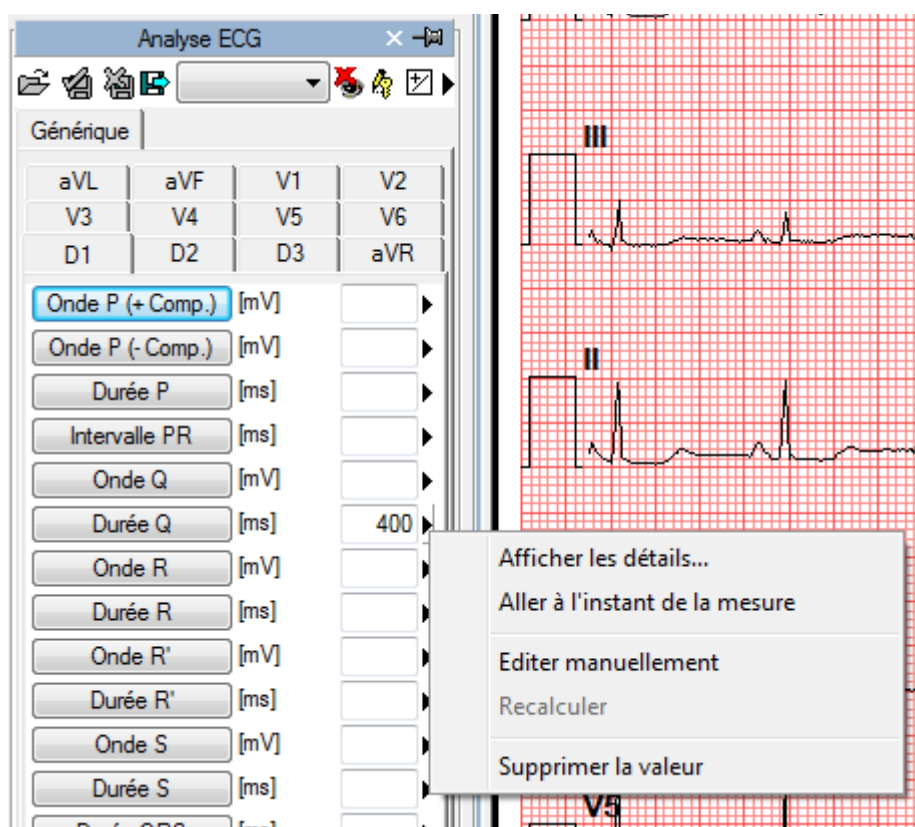 Analyse ECG
Générique
aVL aVF V1 V2
V3 V4 V5 V6
D1 D2 D3 aVR
Onde P (+ Comp.) [mV]
Onde P (- Comp.) [mV]
Durée P [ms]
Intervalle PR [ms]
Onde Q [mV]
Durée Q [ms] 400
Onde R [mV]
Durée R [ms]
Onde R' [mV]
Durée R' [ms]
Onde S [mV]
Durée S [ms]
III
II
Afficher les détails...
Aller à l'instant de la mesure
Editer manuellement
Recalculer
Supprimer la valeur
V5